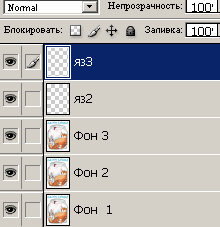 Normal Непрозрачность: 100
Блокировать: Заливка: 100
яз3
яз2
Фон 3
Фон 2
Фон 1